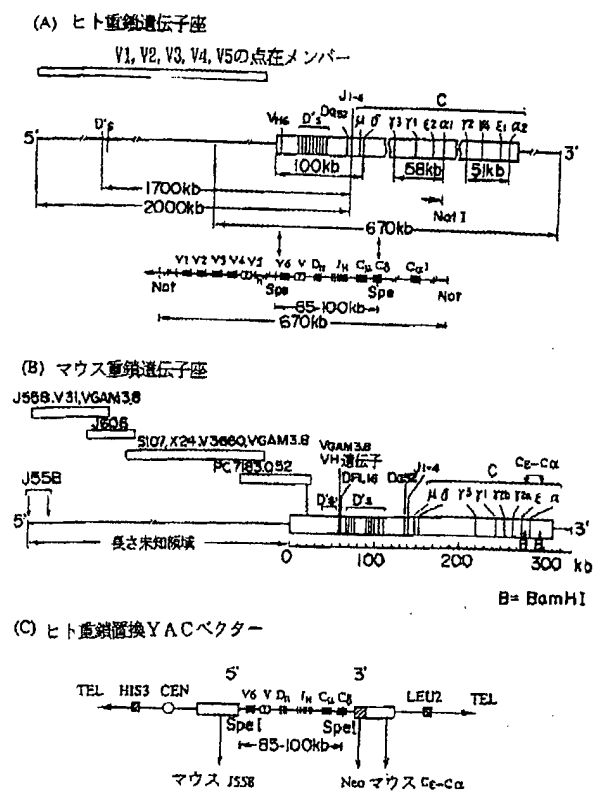 (A) ヒト重鎖遺伝子座
V1, V2, V3, V4, V5の点在メンバー
J1-6
C
VH6 D's DQ52 μ δ γ3 γ1 ε2 α1 γ2 γ4 ε1 α2
5' D's 3'
100kb 58kb 51kb
1700kb
Not I
2000kb
670kb
V1 V2 V3 V4 V5 V6 V DH JH Cμ Cδ Cα1
Not Spe Spe Not
85-100kb
670kb
(B) マウス重鎖遺伝子座
J558.V31,VGAM3.8
J606
S107,X24.V3660,VGAM3.8
PC7183.Q52
VGAM3.8
VH遺伝子
DFL16 DQ52 J1-4
C Cε-Cα
J558
D's D's μ δ γ3 γ1 γ2b γ2a ε α
5' 3'
B B
長さ未知領域
0 100 200 300 kb
B= BamHI
(C) ヒト重鎖置換YACベクター
5' 3'
TEL HIS3 CEN V6 V DH JH Cμ Cδ LEU2 TEL
SpeI SpeI
85-100kb
マウス J558 Neo マウス Cε-Cα